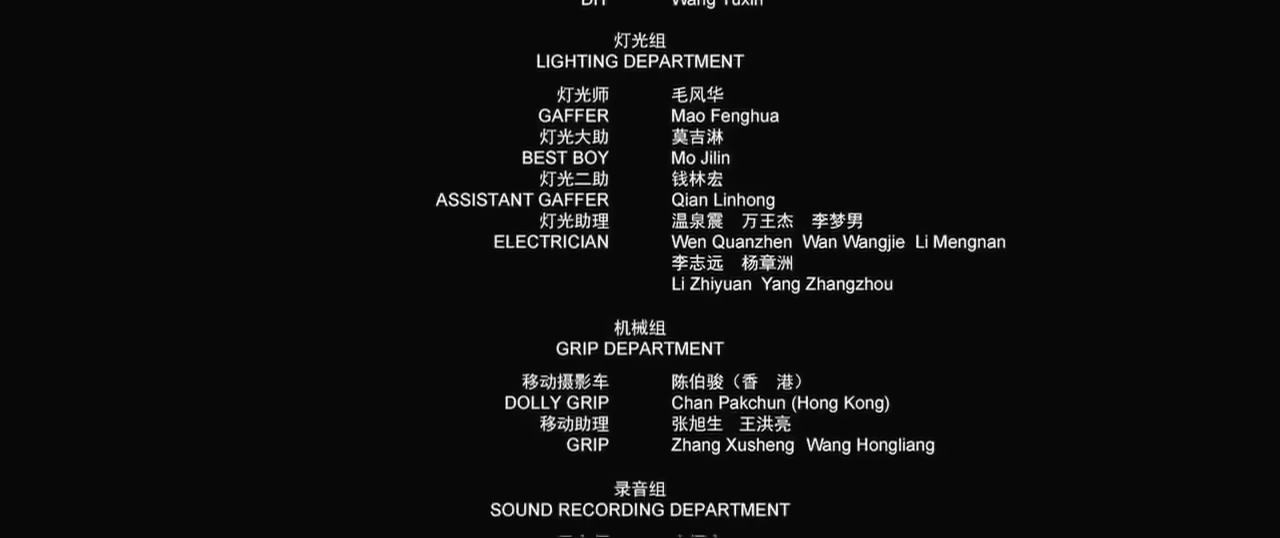 DIT Wang Yuxin
灯光组
LIGHTING DEPARTMENT
灯光师 毛风华
GAFFER Mao Fenghua
灯光大助 莫吉淋
BEST BOY Mo Jilin
灯光二助 钱林宏
ASSISTANT GAFFER Qian Linhong
灯光助理 温泉震 万王杰 李梦男
ELECTRICIAN Wen Quanzhen Wan Wangjie Li Mengnan
李志远 杨章洲
Li Zhiyuan Yang Zhangzhou
机械组
GRIP DEPARTMENT
移动摄影车 陈伯骏（香 港）
DOLLY GRIP Chan Pakchun (Hong Kong)
移动助理 张旭生 王洪亮
GRIP Zhang Xusheng Wang Hongliang
录音组
SOUND RECORDING DEPARTMENT